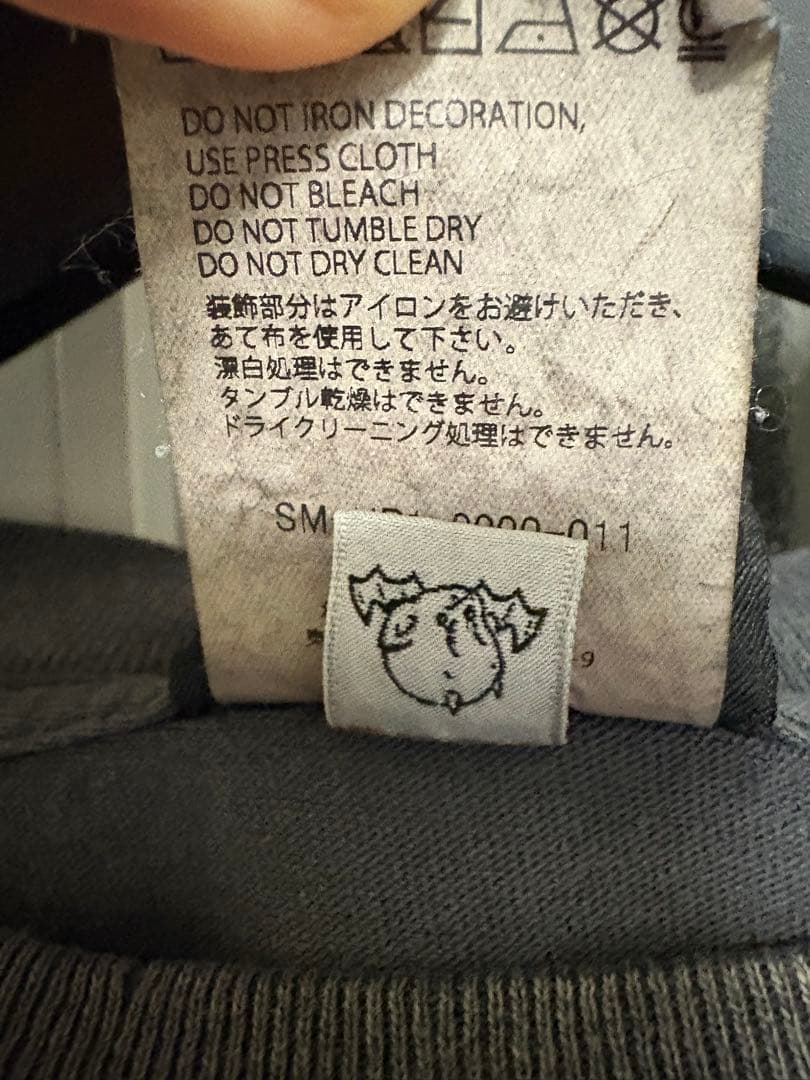 DO NOT IRON DECORATION,
USE PRESS CLOTH
DO NOT BLEACH
DO NOT TUMBLE DRY
DO NOT DRY CLEAN
装飾部分はアイロンをお避けいただき、
あて布を使用して下さい。
漂白処理はできません。
タンブル乾燥はできません。
ドライクリーニング処理はできません。